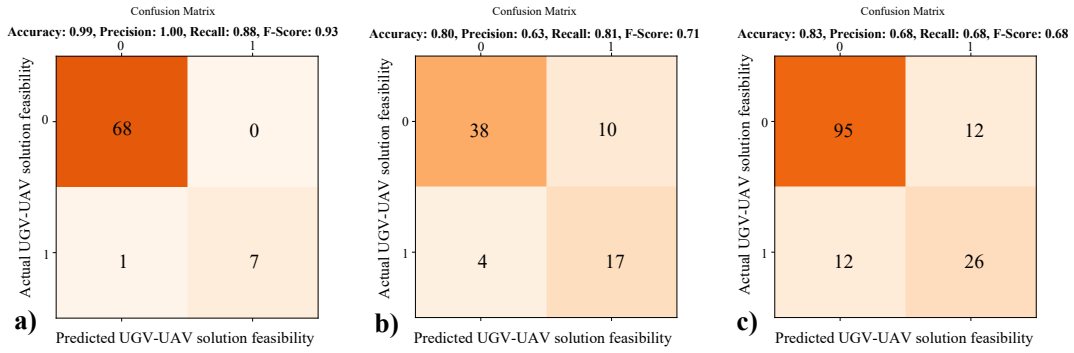 Confusion Matrix
Accuracy: 0.99, Precision: 1.00, Recall: 0.88, F-Score: 0.93
0 1
Actual UGV-UAV solution feasibility
0
68 0
1
1 7
a)
Predicted UGV-UAV solution feasibility
Confusion Matrix
Accuracy: 0.80, Precision: 0.63, Recall: 0.81, F-Score: 0.71
0 1
Actual UGV-UAV solution feasibility
0
38 10
1
4 17
b)
Predicted UGV-UAV solution feasibility
Confusion Matrix
Accuracy: 0.83, Precision: 0.68, Recall: 0.68, F-Score: 0.68
0 1
Actual UGV-UAV solution feasibility
0
95 12
1
12 26
c)
Predicted UGV-UAV solution feasibility